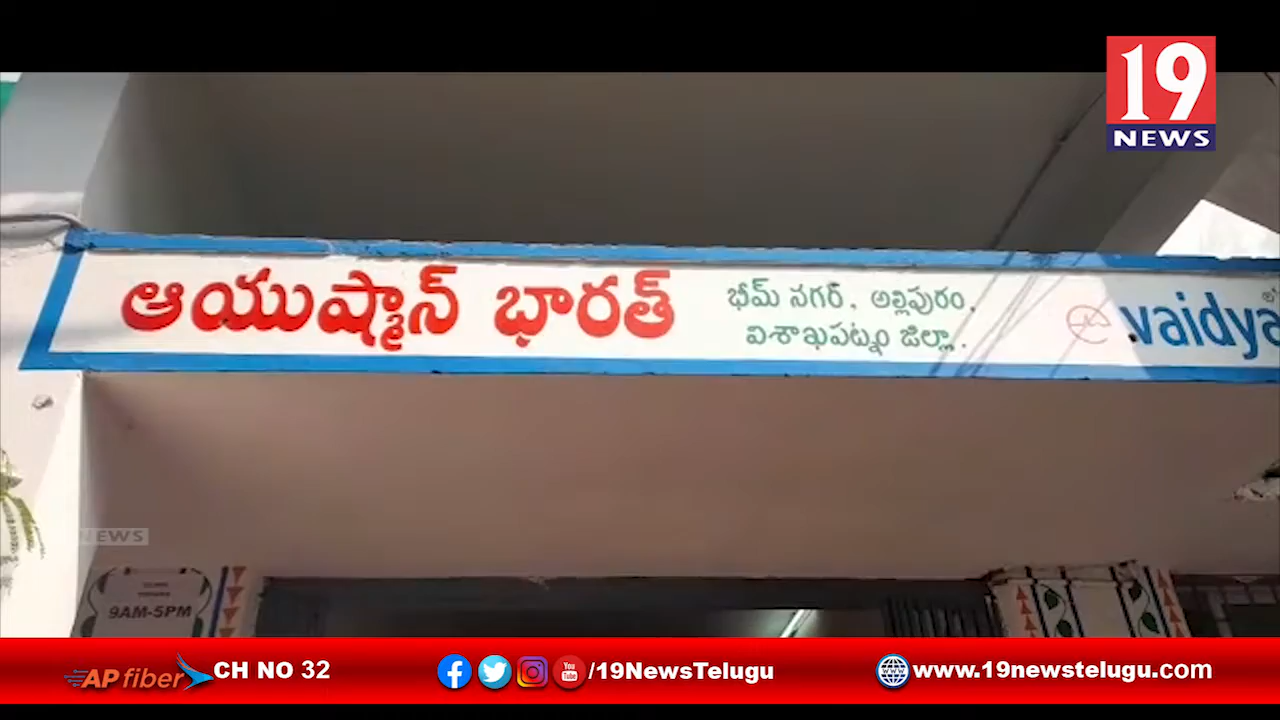 19
NEWS
ఆయుష్మాన్ భారత్
భీమ్ నగర్, అల్లిపురం,
విశాఖపట్నం జిల్లా.
vaidya
NEWS
9AM-5PM
AP fiber CH NO 32
/19NewsTelugu
www.19newstelugu.com